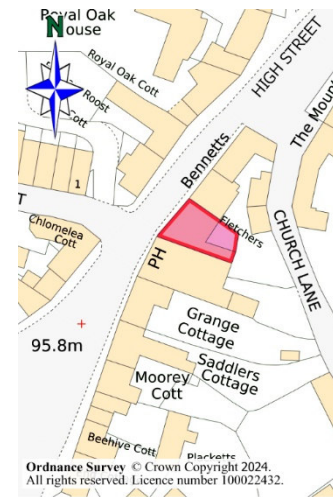 Royal Oak
House
N
Royal Oak Cott
Roost
Cott
HIGH STREET
The Mount
Bennetts
1
T
Fletchers
CHURCH LANE
Chlomelea
Cott
PH
Grange
Cottage
95.8m
Saddlers
Cottage
Moorey
Cott
Beehive Cott
Placketts
Ordnance Survey © Crown Copyright 2024.
All rights reserved. Licence number 100022432.